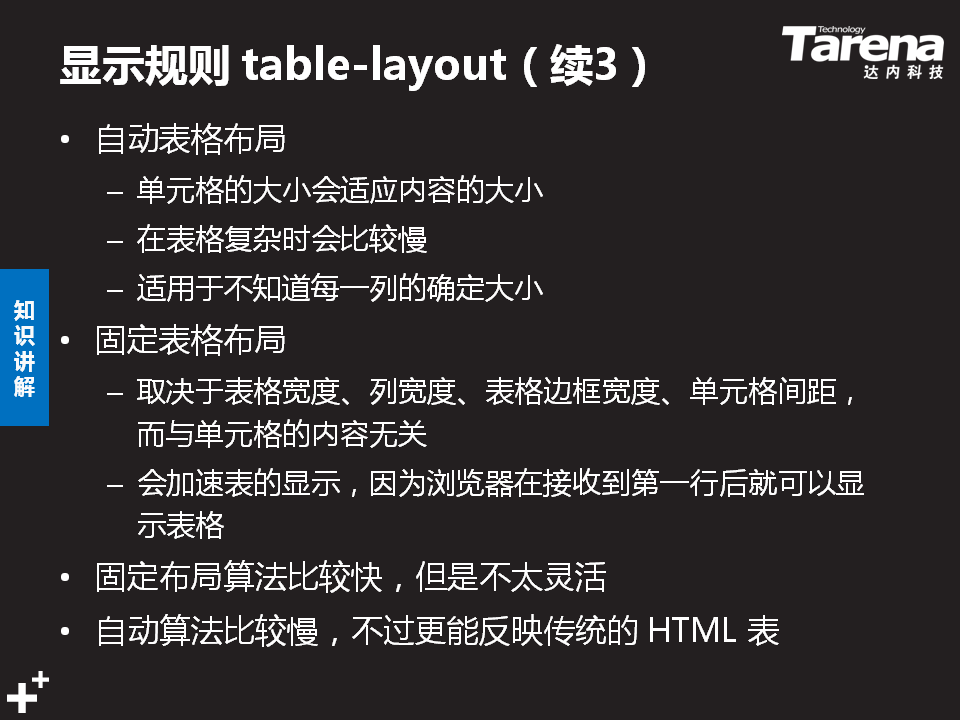 显示规则 table-layout（续3）
Technology
Tarena
达内科技
• 自动表格布局
– 单元格的大小会适应内容的大小
– 在表格复杂时会比较慢
– 适用于不知道每一列的确定大小
知
识
讲
解
• 固定表格布局
– 取决于表格宽度、列宽度、表格边框宽度、单元格间距，
而与单元格的内容无关
– 会加速表的显示，因为浏览器在接收到第一行后就可以显
示表格
• 固定布局算法比较快，但是不太灵活
• 自动算法比较慢，不过更能反映传统的 HTML 表